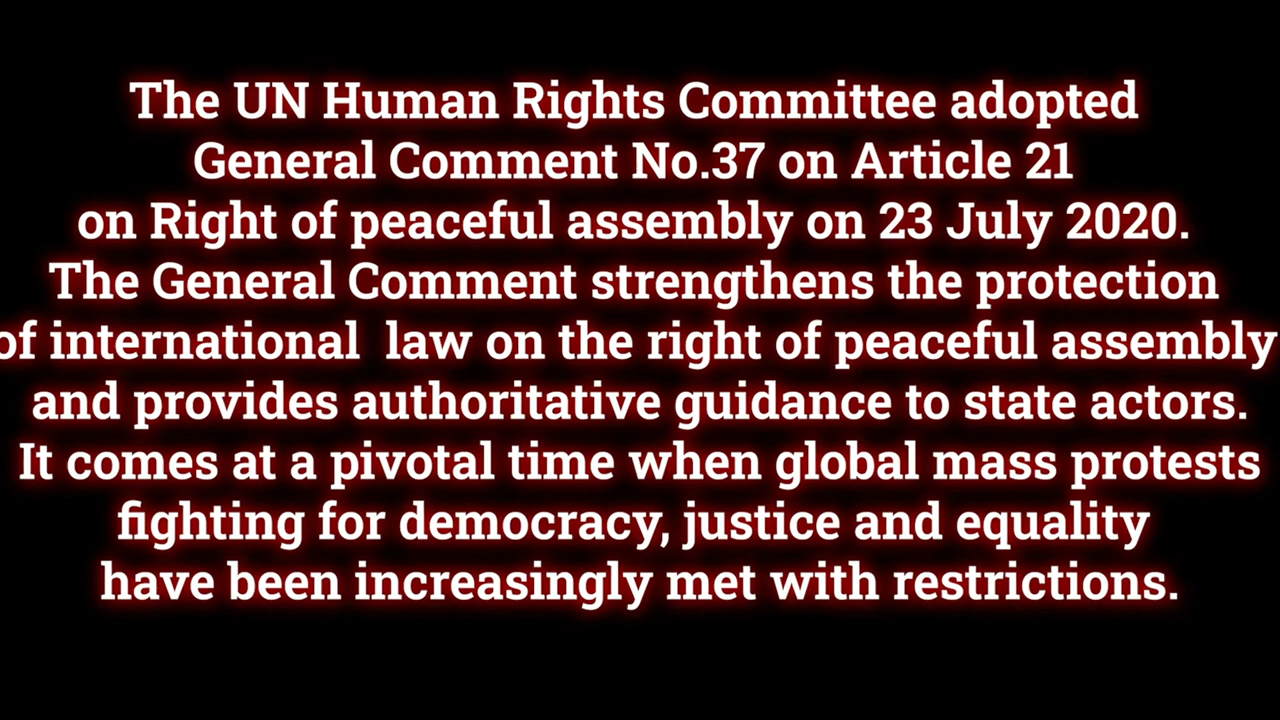 The UN Human Rights Committee adopted
General Comment No.37 on Article 21
on Right of peaceful assembly on 23 July 2020.
The General Comment strengthens the protection
of international  law on the right of peaceful assembly
and provides authoritative guidance to state actors.
It comes at a pivotal time when global mass protests
fighting for democracy, justice and equality
have been increasingly met with restrictions.